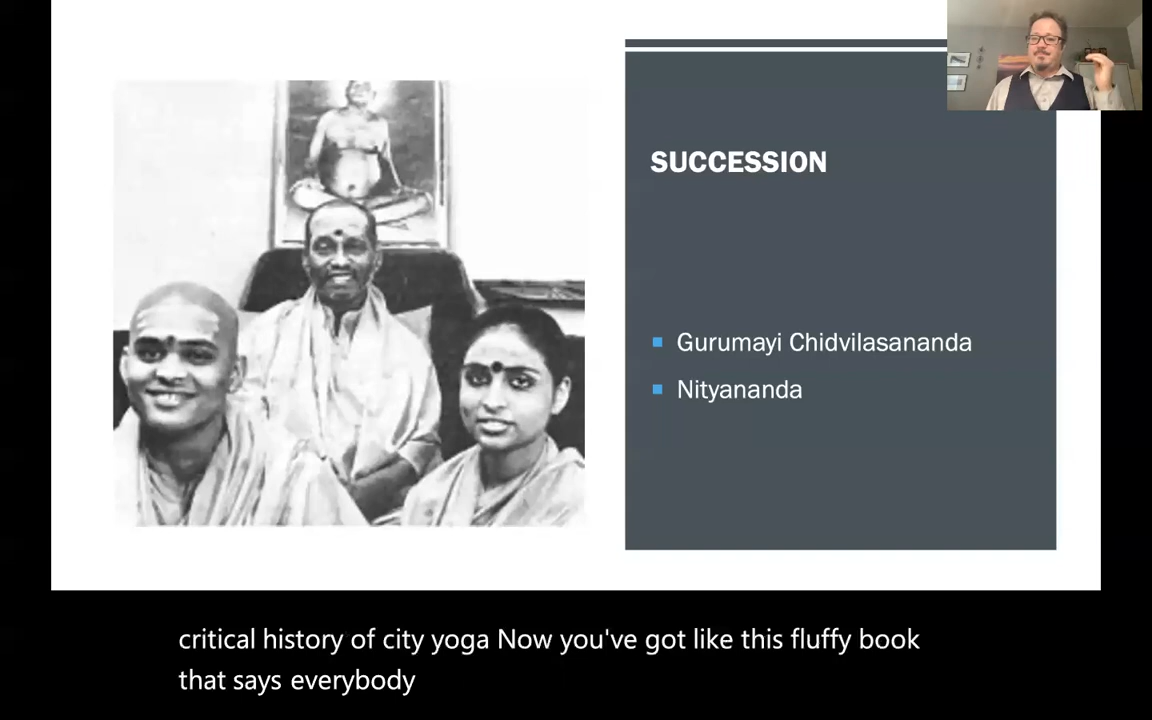 SUCCESSION
Gurumayi Chidvilasananda
Nityananda
critical history of city yoga Now you've got like this fluffy book
that says everybody